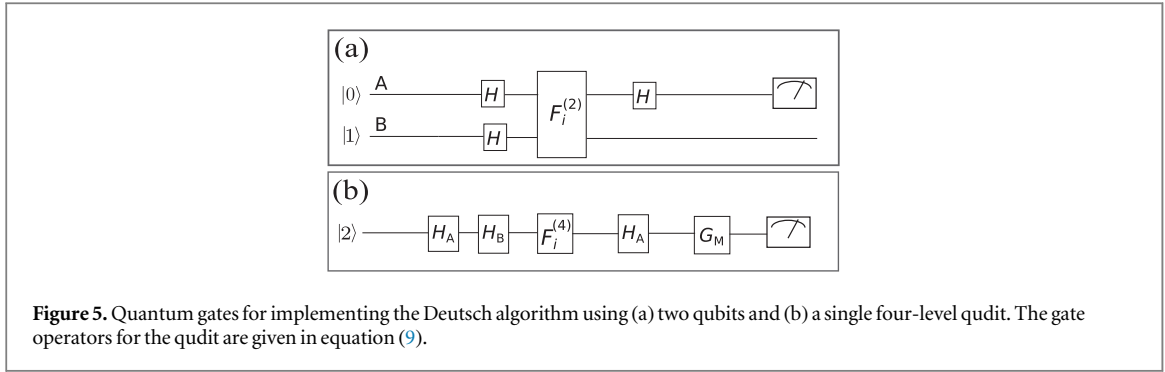 (a)
|0⟩ A H F_i^(2) H
|1⟩ B H
(b)
|2⟩ H_A H_B F_i^(4) H_A G_M
Figure 5. Quantum gates for implementing the Deutsch algorithm using (a) two qubits and (b) a single four-level qudit. The gate
operators for the qudit are given in equation (9).